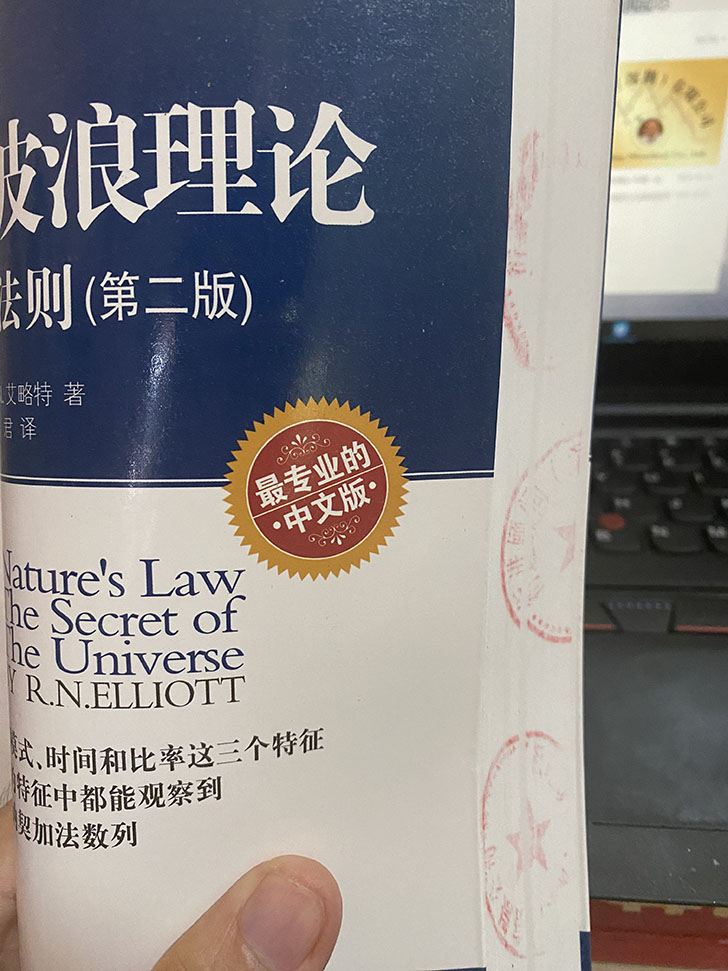 波浪理论
法则(第二版)
艾略特 著
君 译
最专业的
·中文版·
Nature's Law
The Secret of
The Universe
BY R.N.ELLIOTT
式、时间和比率这三个特征
特征中都能观察到
契加法数列